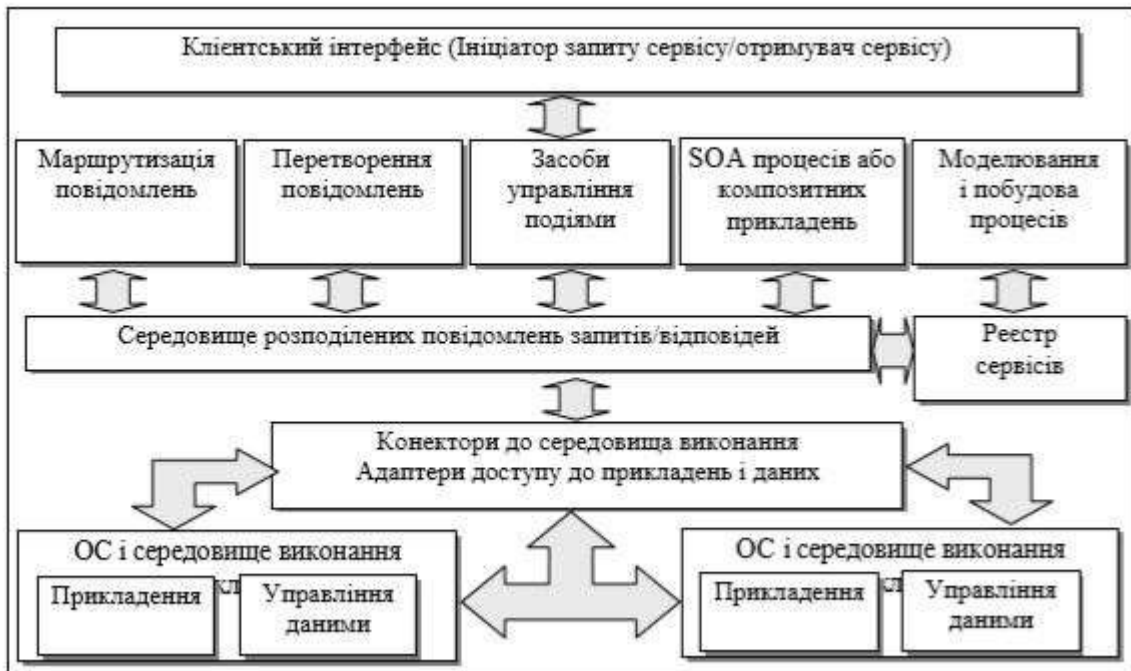 Клієнтський інтерфейс (Ініціатор запиту сервісу/отримувач сервісу)
Маршрутизація
повідомлень
Перетворення
повідомлень
Засоби
управління
подіями
SOA процесів або
композитних
прикладень
Моделювання
і побудова
процесів
Середовище розподілених повідомлень запитів/відповідей
Реєстр
сервісів
Конектори до середовища виконання
Адаптери доступу до прикладень і даних
ОС і середовище виконання
Прикладення
Управління
даними
ОС і середовище виконання
Прикладення
Управління
даними